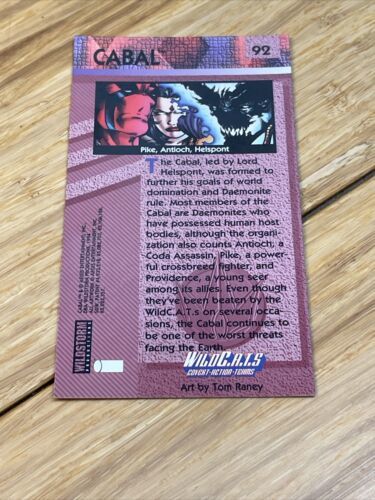 CABAL™
92
Pike, Antioch, Helspont
The Cabal, led by Lord
Helspont, was formed to
further his goals of world
domination and Daemonite
rule. Most members of the
Cabal are Daemonites who
have possessed human host
bodies, although the organi-
zation also counts Antioch, a
Coda Assassin, Pike, a power-
ful crossbreed fighter, and
Providence, a young seer
among its allies. Even though
they've been beaten by the
WildC.A.T.s on several occa-
sions, the Cabal continues to
be one of the worst threats
facing the Earth.
WILDC.A.T.S
COVERT-ACTION-TEAMS
Art by Tom Raney
WILDSTORM
PRODUCTIONS